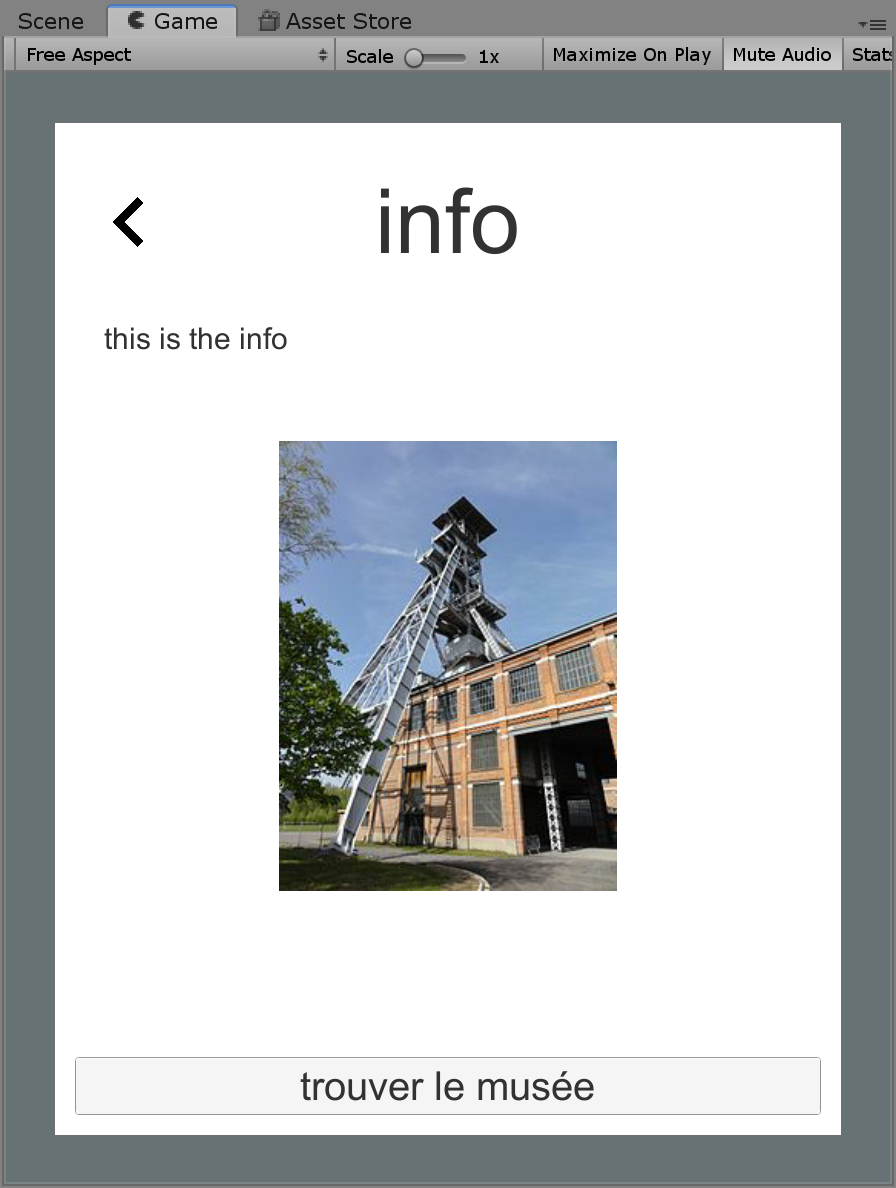 Scene Game Asset Store
Free Aspect Scale 1x Maximize On Play Mute Audio Stats
info
this is the info
trouver le musée